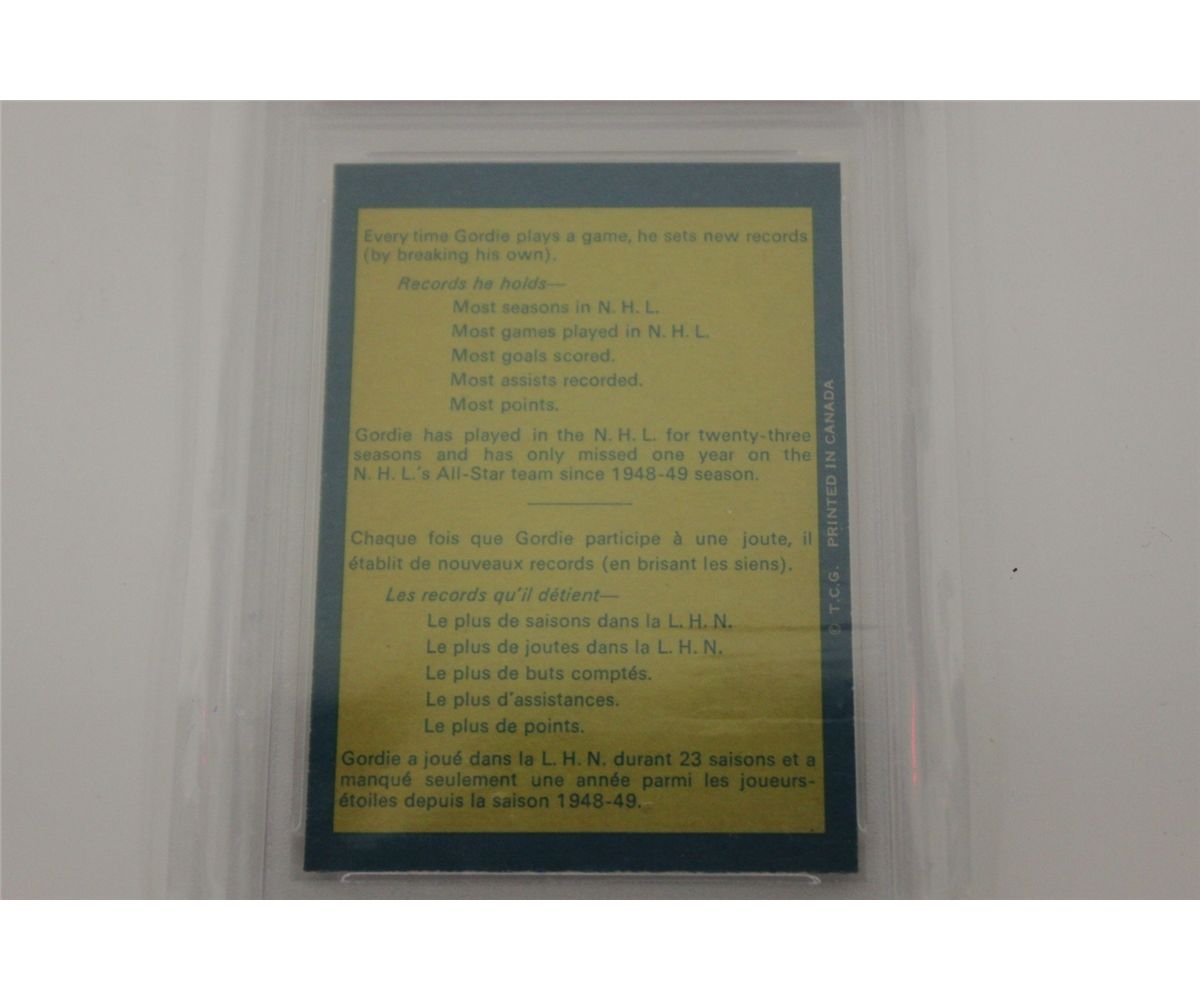 Every time Gordie plays a game, he sets new records
(by breaking his own).
Records he holds—
Most seasons in N. H. L.
Most games played in N. H. L.
Most goals scored.
Most assists recorded.
Most points.
Gordie has played in the N. H. L. for twenty-three
seasons and has only missed one year on the
N. H. L.'s All-Star team since 1948-49 season.
Chaque fois que Gordie participe à une joute, il
établit de nouveaux records (en brisant les siens).
Les records qu'il détient—
Le plus de saisons dans la L. H. N.
Le plus de joutes dans la L. H. N.
Le plus de buts comptés.
Le plus d'assistances.
Le plus de points.
Gordie a joué dans la L. H. N. durant 23 saisons et a
manqué seulement une année parmi les joueurs-
étoiles depuis la saison 1948-49.
© T.C.G. PRINTED IN CANADA